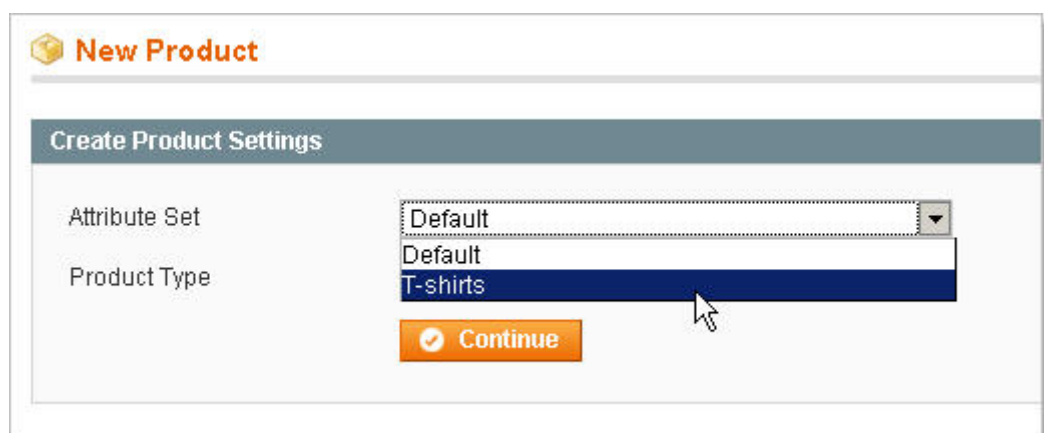 New Product
Create Product Settings
Attribute Set
Default
Default
Product Type
T-shirts
Continue